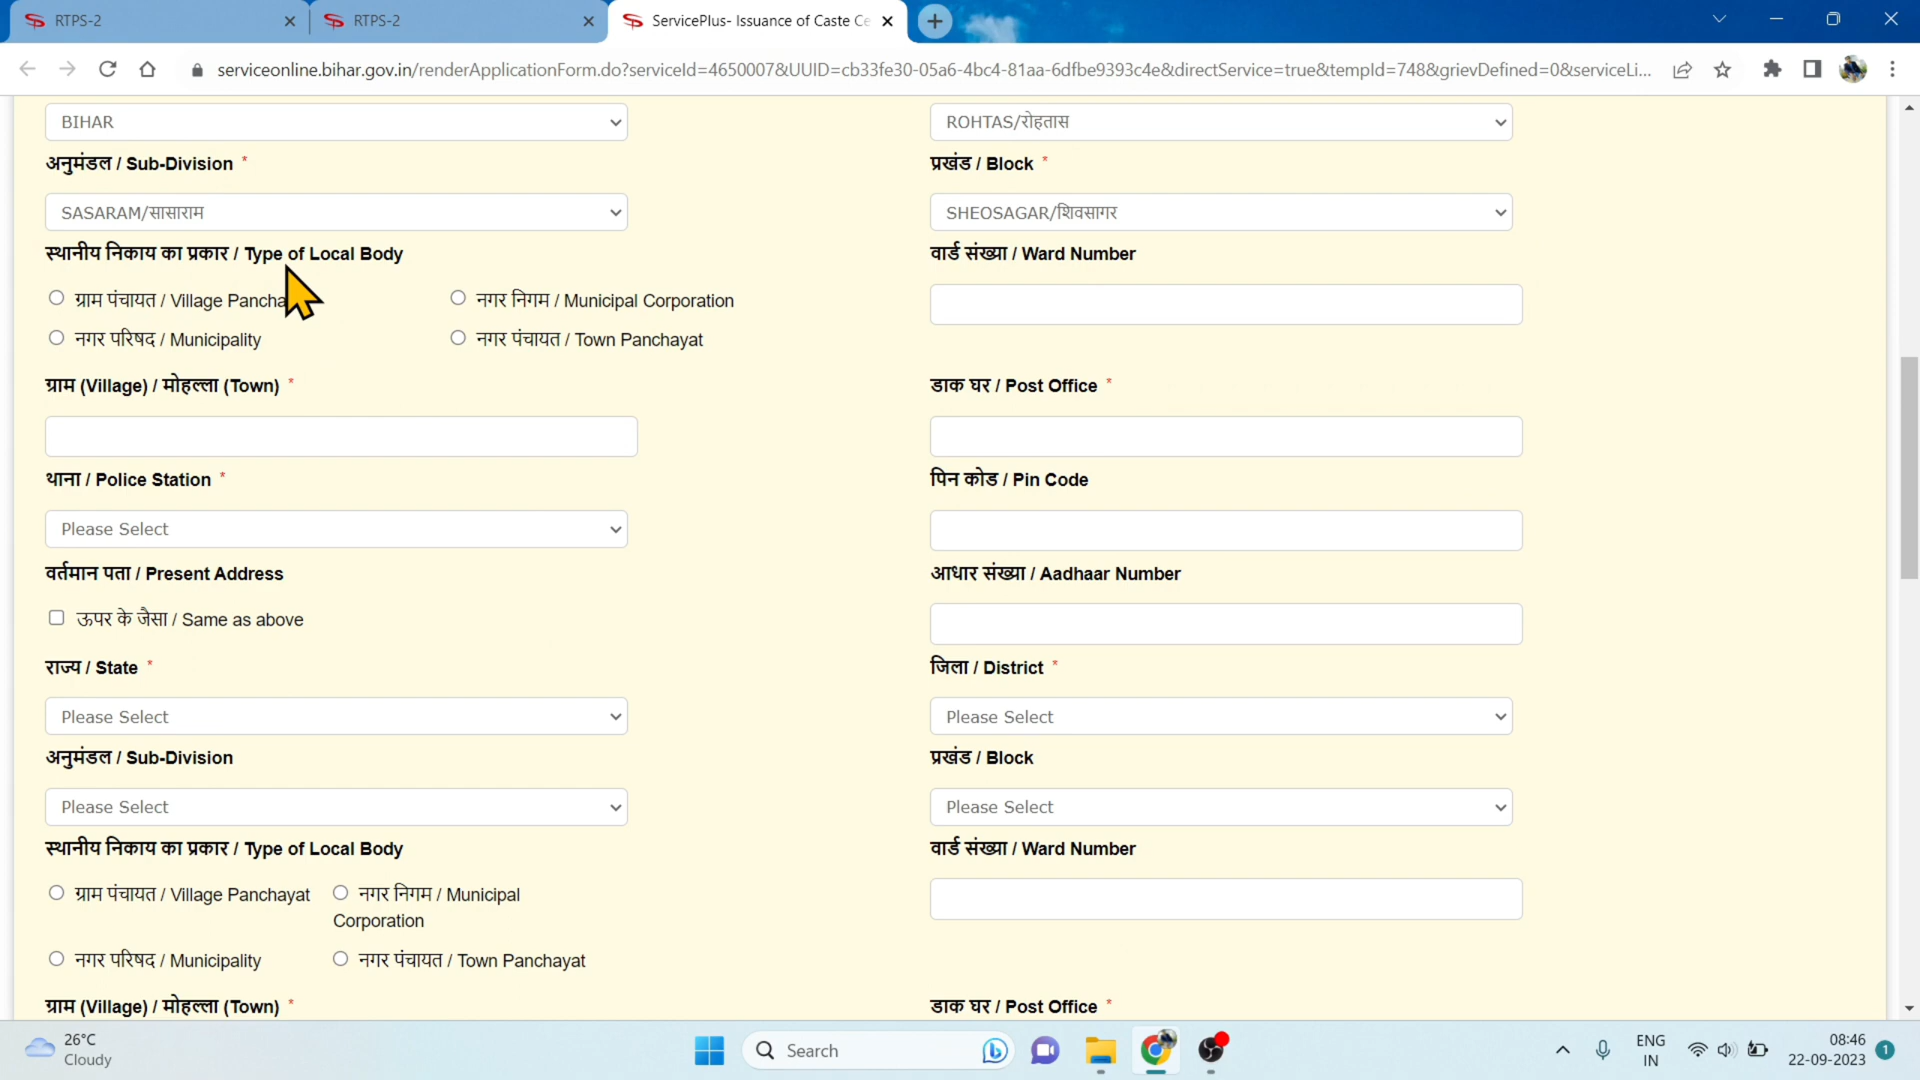 RTPS-2
RTPS-2
ServicePlus- Issuance of Caste Ce
serviceonline.bihar.gov.in/renderApplicationForm.do?serviceId=4650007&UUID=cb33fe30-05a6-4bc4-81aa-6dfbe9393c4e&directService=true&tempId=748&grievDefined=0&serviceLi...
BIHAR
ROHTAS/रोहतास
अनुमंडल / Sub-Division *
प्रखंड / Block *
SASARAM/सासाराम
SHEOSAGAR/शिवसागर
स्थानीय निकाय का प्रकार / Type of Local Body
वार्ड संख्या / Ward Number
ग्राम पंचायत / Village Pancha
नगर निगम / Municipal Corporation
नगर परिषद / Municipality
नगर पंचायत / Town Panchayat
ग्राम (Village) / मोहल्ला (Town) *
डाक घर / Post Office *
थाना / Police Station *
पिन कोड / Pin Code
Please Select
वर्तमान पता / Present Address
आधार संख्या / Aadhaar Number
ऊपर के जैसा / Same as above
राज्य / State *
जिला / District *
Please Select
Please Select
अनुमंडल / Sub-Division
प्रखंड / Block
Please Select
Please Select
स्थानीय निकाय का प्रकार / Type of Local Body
वार्ड संख्या / Ward Number
ग्राम पंचायत / Village Panchayat
नगर निगम / Municipal
Corporation
नगर परिषद / Municipality
नगर पंचायत / Town Panchayat
ग्राम (Village) / मोहल्ला (Town) *
डाक घर / Post Office *
26°C
Cloudy
Search
ENG
IN
08:46
22-09-2023
1